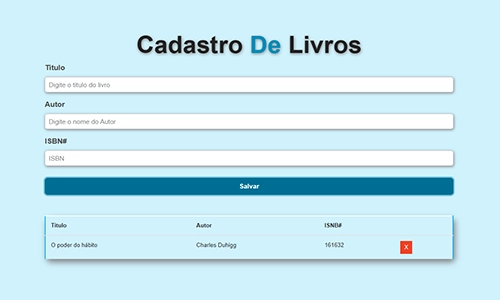 Cadastro De Livros
Titulo
Digite o titulo do livro
Autor
Digite o nome do Autor
ISBN#
ISBN
Salvar
Titulo Autor ISNB#
O poder do hábito Charles Duhigg 161632 X